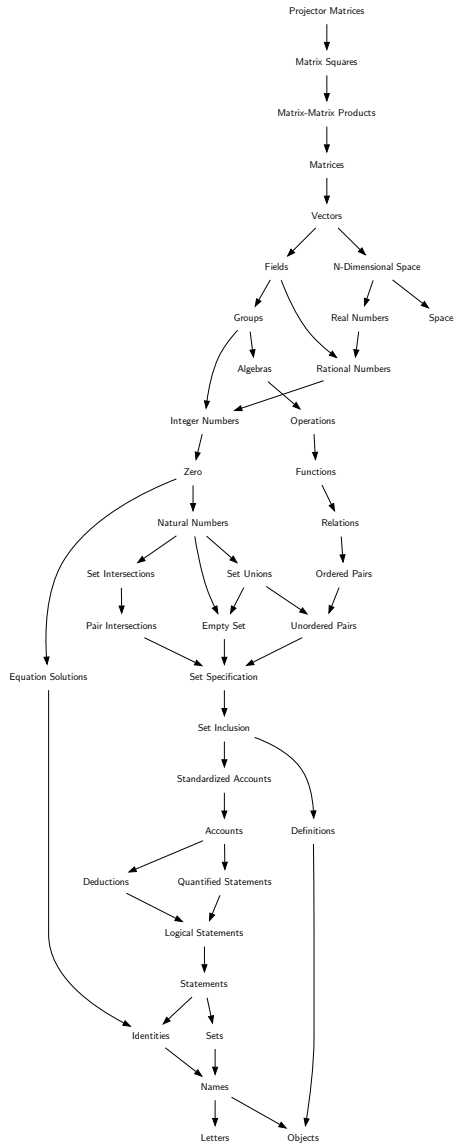 Projector Matrices
Matrix Squares
Matrix-Matrix Products
Matrices
Vectors
Fields
N-Dimensional Space
Groups
Real Numbers
Space
Algebras
Rational Numbers
Integer Numbers
Operations
Zero
Functions
Natural Numbers
Relations
Set Intersections
Set Unions
Ordered Pairs
Pair Intersections
Empty Set
Unordered Pairs
Equation Solutions
Set Specification
Set Inclusion
Standardized Accounts
Accounts
Definitions
Deductions
Quantified Statements
Logical Statements
Statements
Identities
Sets
Names
Letters
Objects